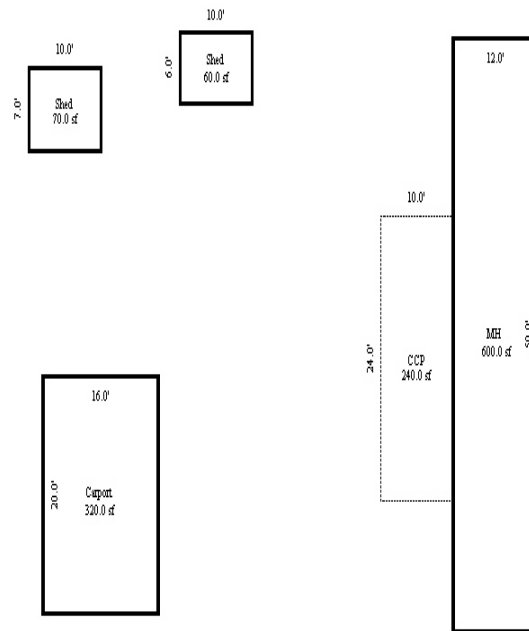 10.0'
6.0'
Shed
60.0 sf
10.0'
7.0'
Shed
70.0 sf
12.0'
MH
600.0 sf
10.0'
24.0'
CCP
240.0 sf
16.0'
20.0'
Carport
320.0 sf